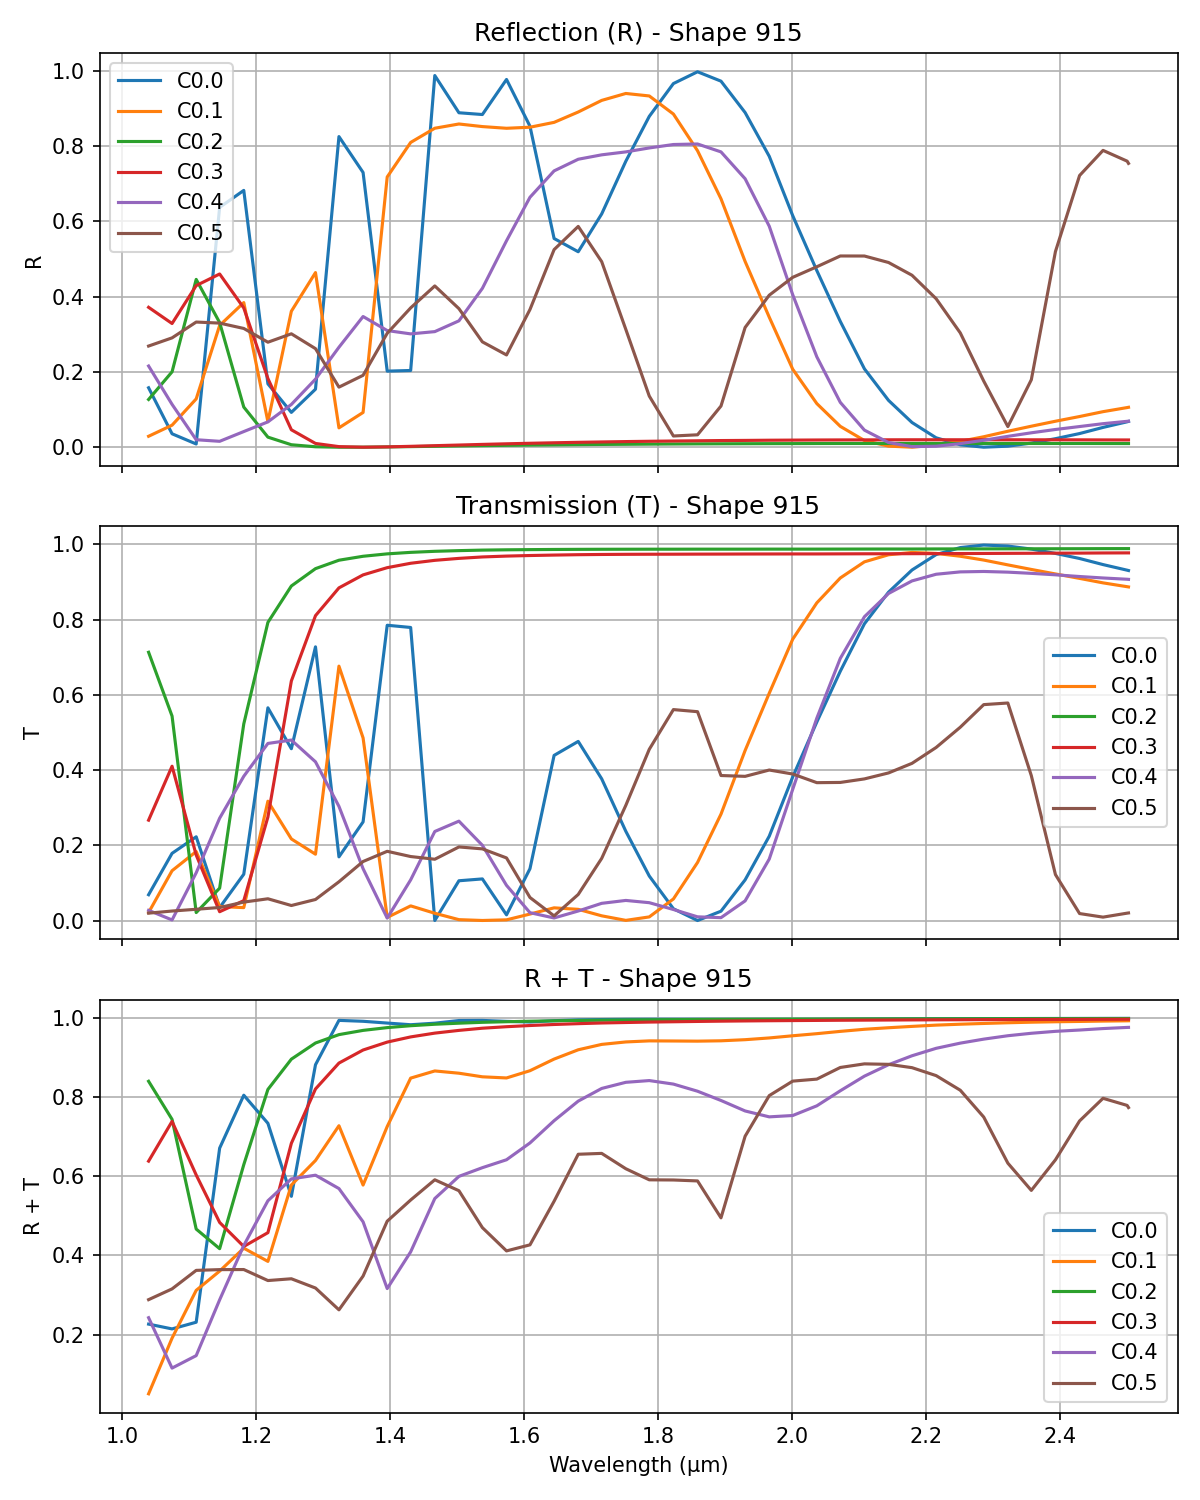 Reflection (R) - Shape 915
1.0
0.8
0.6
0.4
0.2
0.0
R
C0.0
C0.1
C0.2
C0.3
C0.4
C0.5
Transmission (T) - Shape 915
1.0
0.8
0.6
0.4
0.2
0.0
T
C0.0
C0.1
C0.2
C0.3
C0.4
C0.5
R + T - Shape 915
1.0
0.8
0.6
0.4
0.2
R + T
C0.0
C0.1
C0.2
C0.3
C0.4
C0.5
1.0 1.2 1.4 1.6 1.8 2.0 2.2 2.4
Wavelength (μm)